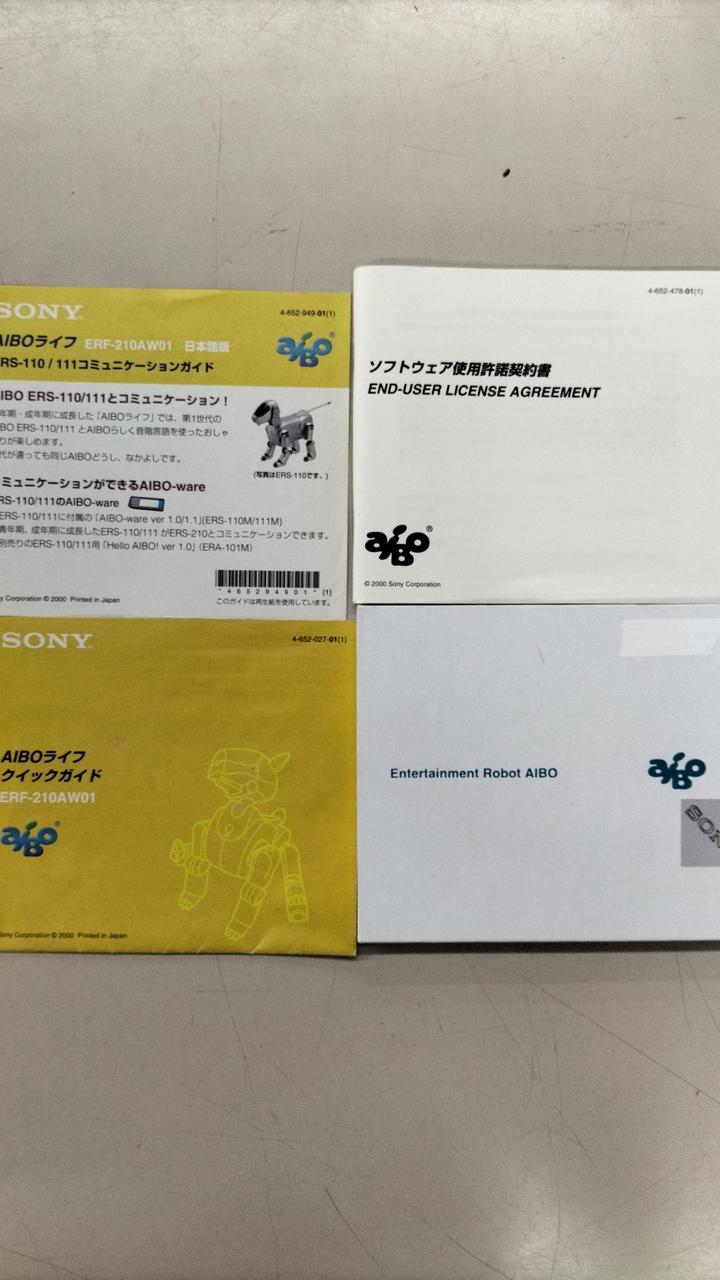 SONY
4-652-949-01(1)
AIBOライフ ERF-210AW01 日本語版
aiBo®
ERS-110 / 111コミュニケーションガイド
AIBO ERS-110/111とコミュニケーション！
年期・成年期に成長した「AIBOライフ」では、第1世代の
BO ERS-110/111 とAIBOらしく音階言語を使ったおしゃ
りが楽しめます。
代が違っても同じAIBOどうし、なかよしです。
(写真はERS-110です。)
ミュニケーションができるAIBO-ware
RS-110/111のAIBO-ware
ERS-110/111に付属の「AIBO-ware ver 1.0/1.1」(ERS-110M/111M)
青年期、成年期に成長したERS-110/111 がERS-210とコミュニケーションできます。
別売りのERS-110/111用「Hello AIBO! ver 1.0」(ERA-101M)
*465294901* (1)
y Corporation © 2000 Printed in Japan
このガイドは再生紙を使用しています。
4-652-478-01(1)
ソフトウェア使用許諾契約書
END-USER LICENSE AGREEMENT
aiBo®
© 2000 Sony Corporation
SONY®
4-652-027-01(1)
AIBOライフ
クイックガイド
ERF-210AW01
aiBo®
Sony Corporation © 2000 Printed in Japan
Entertainment Robot AIBO
aiBo®
SON